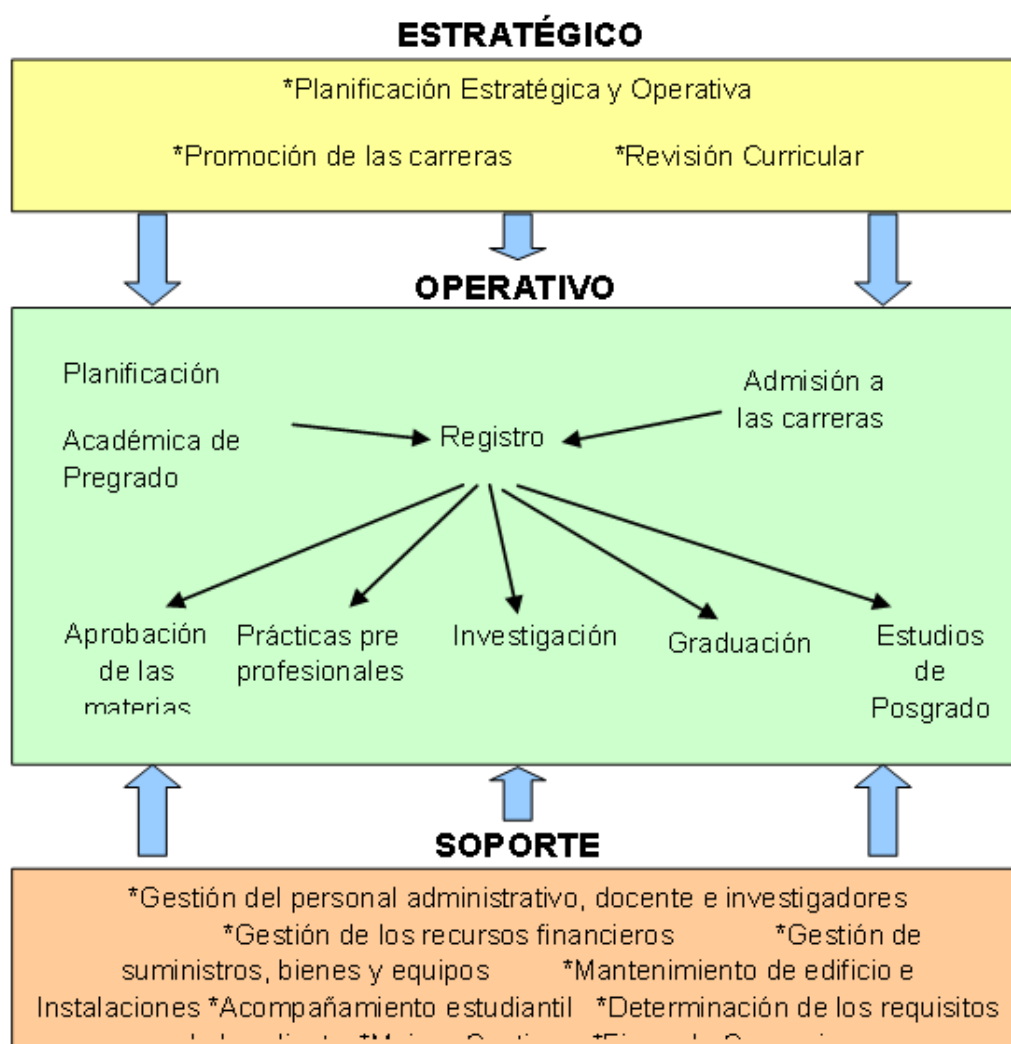 ESTRATÉGICO
*Planificación Estratégica y Operativa
*Promoción de las carreras *Revisión Curricular
OPERATIVO
Planificación
Académica de
Pregrado
Admisión a
las carreras
Registro
Aprobación
de las
materias
Prácticas pre
profesionales
Investigación
Graduación
Estudios
de
Posgrado
SOPORTE
*Gestión del personal administrativo, docente e investigadores
*Gestión de los recursos financieros *Gestión de
suministros, bienes y equipos *Mantenimiento de edificio e
Instalaciones *Acompañamiento estudiantil *Determinación de los requisitos